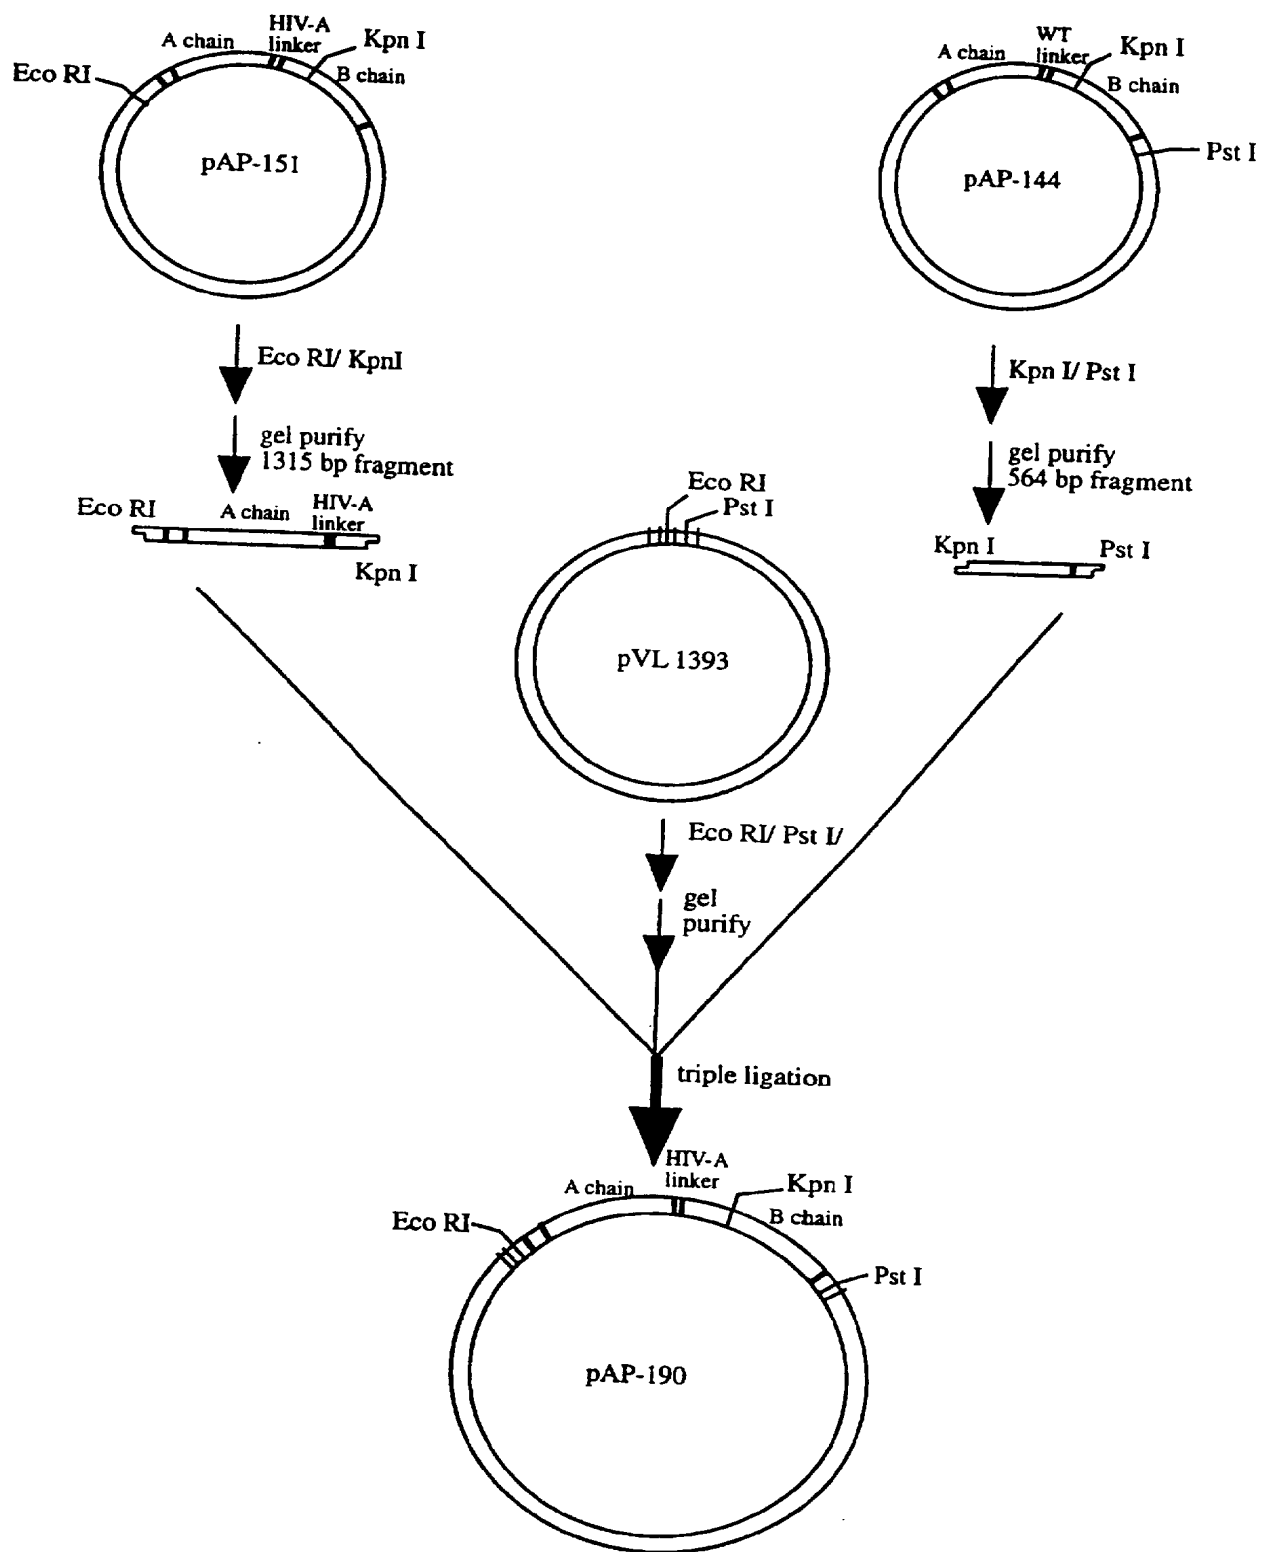 HIV-A
A chain
linker
Kpn I
Eco RI
B chain
pAP-151
WT
A chain
linker
Kpn I
B chain
Pst I
pAP-144
Eco RI/ KpnI
gel purify
1315 bp fragment
Kpn I/ Pst I
gel purify
564 bp fragment
Eco RI
A chain
HIV-A
linker
Kpn I
Eco RI
Pst I
Kpn I
Pst I
pVL 1393
Eco RI/ Pst I/
gel
purify
triple ligation
HIV-A
linker
A chain
Kpn I
B chain
Eco RI
Pst I
pAP-190